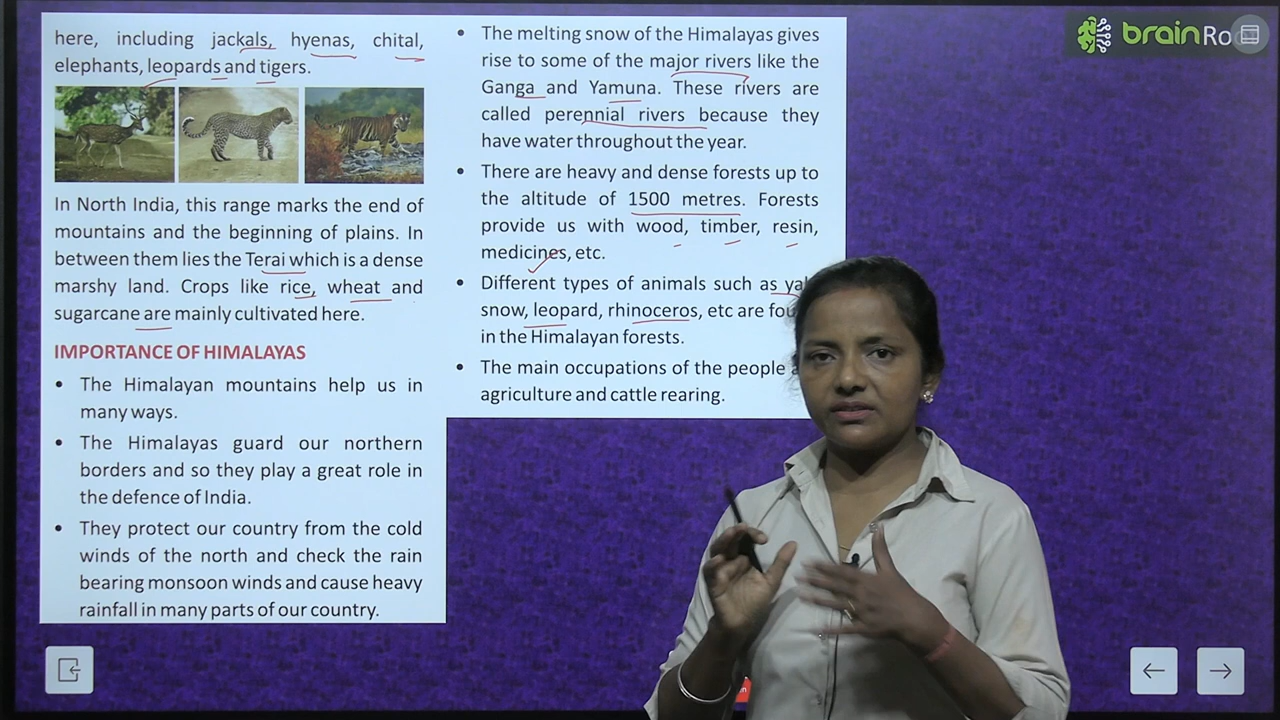 here, including jackals, hyenas, chital,
elephants, leopards and tigers.
In North India, this range marks the end of
mountains and the beginning of plains. In
between them lies the Terai which is a dense
marshy land. Crops like rice, wheat and
sugarcane are mainly cultivated here.
IMPORTANCE OF HIMALAYAS
• The Himalayan mountains help us in
many ways.
• The Himalayas guard our northern
borders and so they play a great role in
the defence of India.
• They protect our country from the cold
winds of the north and check the rain
bearing monsoon winds and cause heavy
rainfall in many parts of our country.
• The melting snow of the Himalayas gives
rise to some of the major rivers like the
Ganga and Yamuna. These rivers are
called perennial rivers because they
have water throughout the year.
• There are heavy and dense forests up to
the altitude of 1500 metres. Forests
provide us with wood, timber, resin,
medicines, etc.
• Different types of animals such as
snow, leopard, rhinoceros, etc are
in the Himalayan forests.
• The main occupations of the people
agriculture and cattle rearing.
brain